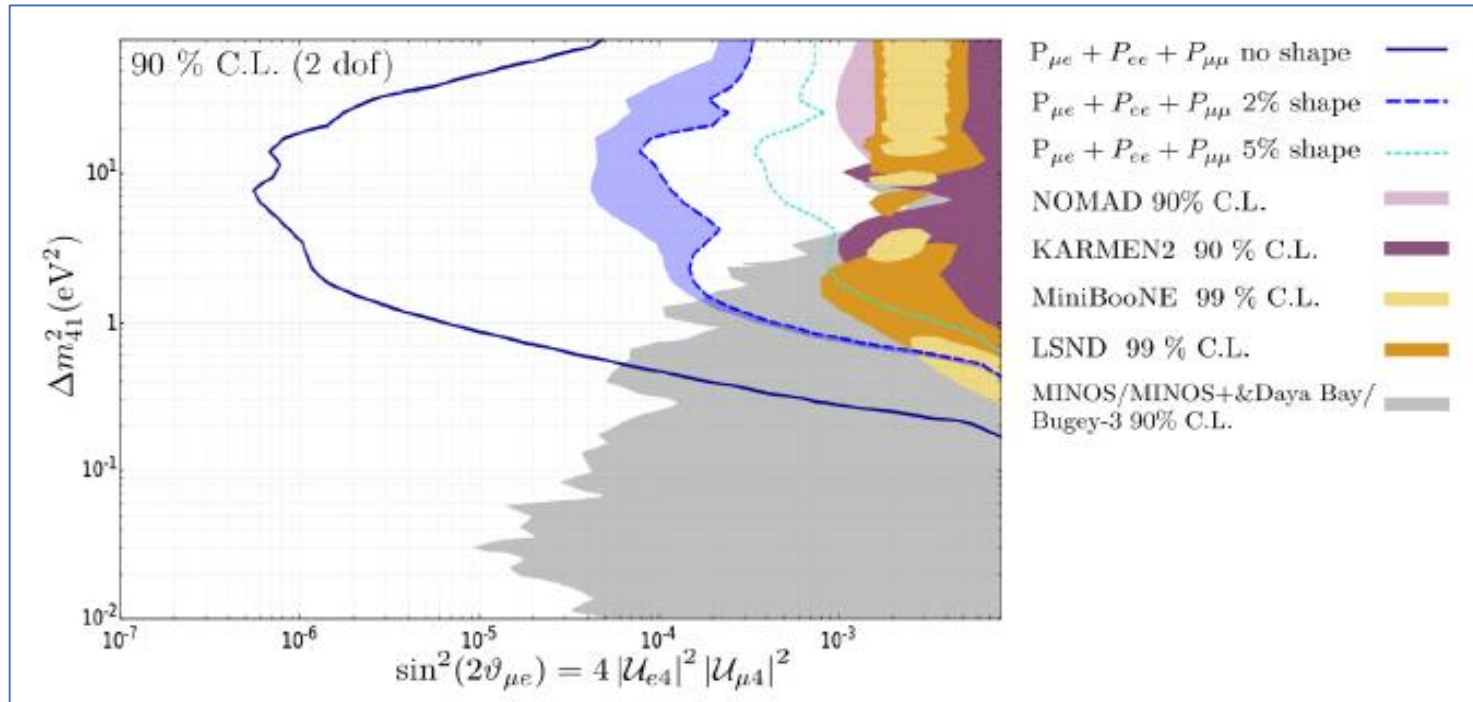 90 % C.L. (2 dof)
10¹
1
10⁻¹
10⁻²
Δm²₄₁(eV²)
10⁻⁷ 10⁻⁶ 10⁻⁵ 10⁻⁴ 10⁻³
sin²(2ϑ_μe) = 4 |𝒰_e4|² |𝒰_μ4|²
P_μe + P_ee + P_μμ no shape
P_μe + P_ee + P_μμ 2% shape
P_μe + P_ee + P_μμ 5% shape
NOMAD 90% C.L.
KARMEN2 90 % C.L.
MiniBooNE 99 % C.L.
LSND 99 % C.L.
MINOS/MINOS+&Daya Bay/
Bugey-3 90% C.L.